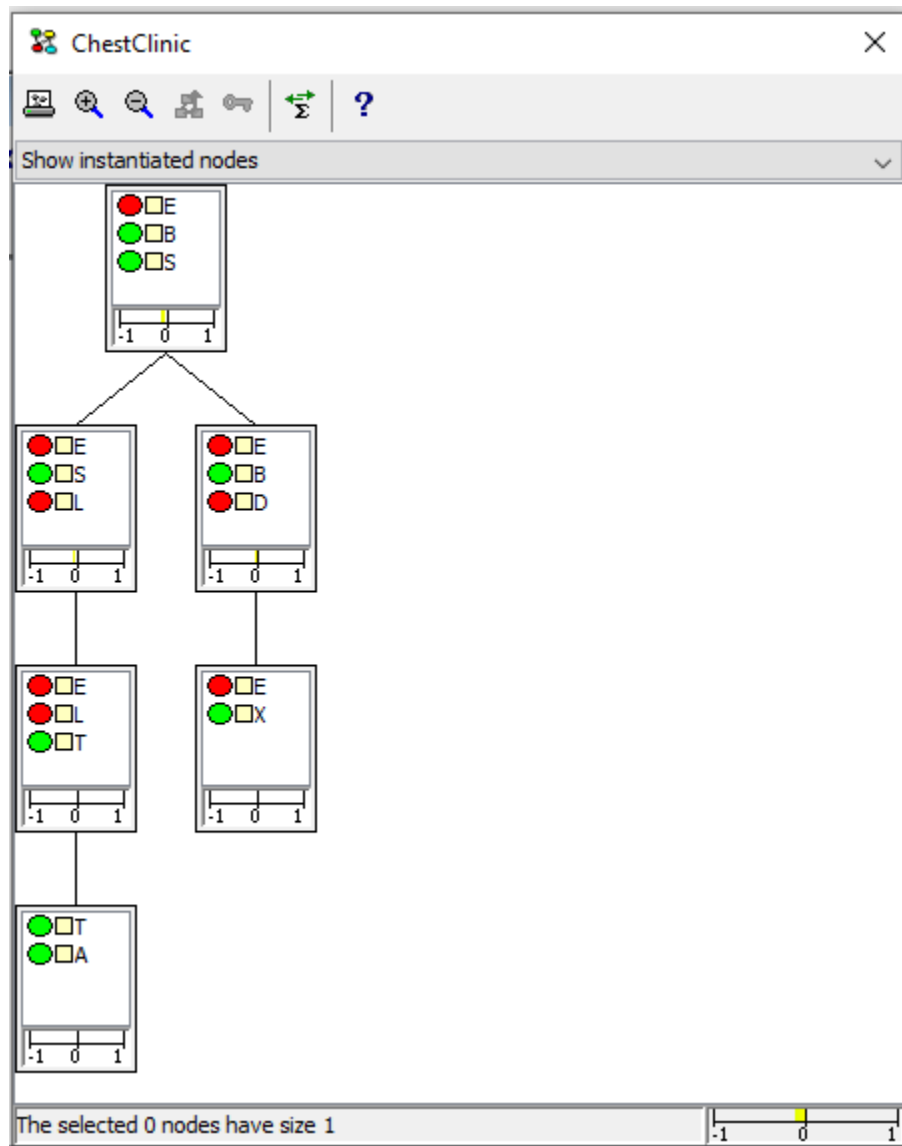 ChestClinic
Σ ?
Show instantiated nodes
E
B
S
-1 0 1
E
S
L
-1 0 1
E
B
D
-1 0 1
E
L
T
-1 0 1
E
X
-1 0 1
T
A
-1 0 1
The selected 0 nodes have size 1
-1 0 1